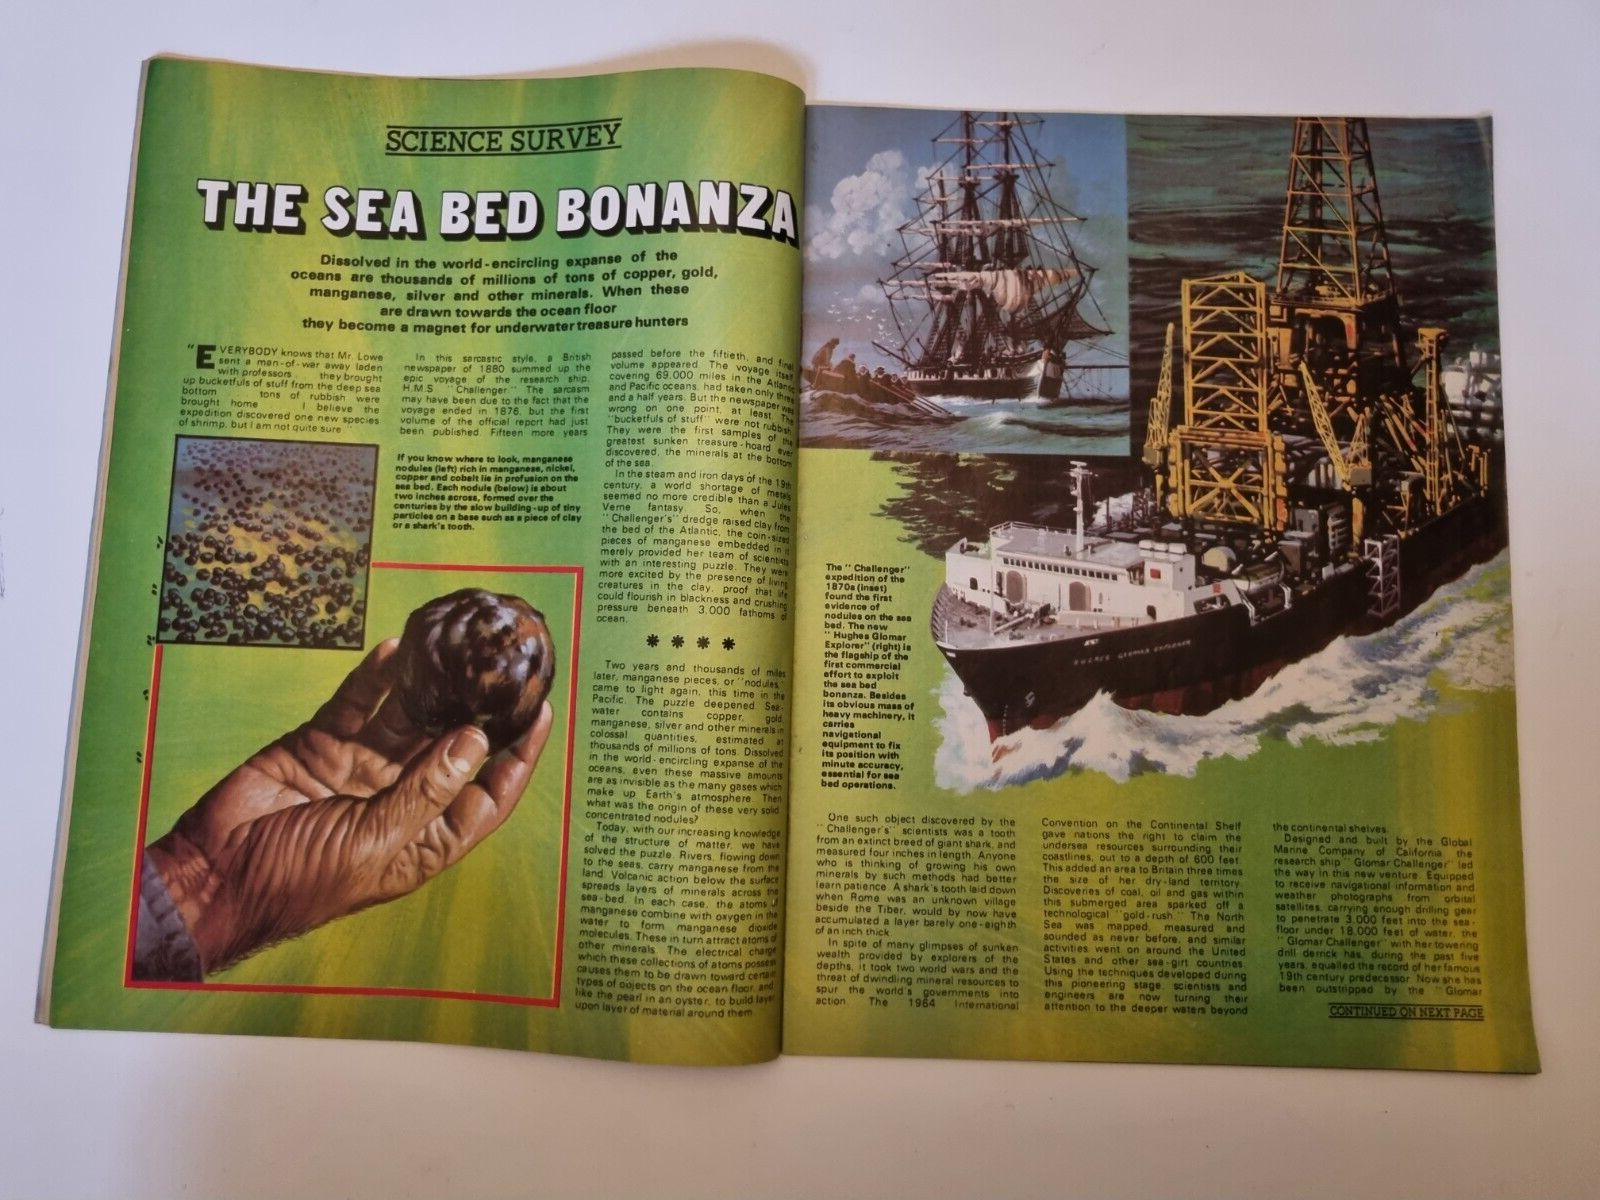 SCIENCE SURVEY
THE SEA BED BONANZA
Dissolved in the world-encircling expanse of the
oceans are thousands of millions of tons of copper, gold,
manganese, silver and other minerals. When these
are drawn towards the ocean floor
they become a magnet for underwater treasure hunters
"EVERYBODY knows that Mr. Lowe
sent a man-of-war away laden
with professors they brought
up bucketfuls of stuff from the deep sea
bottom tons of rubbish were
brought home I believe the
expedition discovered one new species
of shrimp, but I am not quite sure
In this sarcastic style, a British
newspaper of 1880 summed up the
epic voyage of the research ship,
H.M.S. "Challenger." The sarcasm
may have been due to the fact that the
voyage ended in 1876, but the first
volume of the official report had just
been published. Fifteen more years
passed before the fiftieth, and final
volume appeared. The voyage itself
covering 69,000 miles in the Atlantic
and Pacific oceans, had taken only three
and a half years. But the newspaper was
wrong on one point, at least. The
"bucketfuls of stuff" were not rubbish.
They were the first samples of the
greatest sunken treasure-hoard ever
discovered, the minerals at the bottom
of the sea.
In the steam and iron days of the 19th
century, a world shortage of metals
seemed no more credible than a Jules
Verne fantasy. So, when the
"Challenger's" dredge raised clay from
the bed of the Atlantic, the coin-sized
pieces of manganese embedded in it
merely provided her team of scientists
with an interesting puzzle. They were
more excited by the presence of living
creatures in the clay, proof that life
could flourish in blackness and crushing
pressure beneath 3,000 fathoms of
ocean.
* * * *
Two years and thousands of miles
later, manganese pieces, or "nodules,"
came to light again, this time in the
Pacific. The puzzle deepened. Sea-
water contains copper, gold,
manganese, silver and other minerals in
colossal quantities, estimated at
thousands of millions of tons. Dissolved
in the world-encircling expanse of the
oceans, even these massive amounts
are as invisible as the many gases which
make up Earth's atmosphere. Then
what was the origin of these very solid,
concentrated nodules?
Today, with our increasing knowledge
of the structure of matter, we have
solved the puzzle. Rivers, flowing down
to the seas, carry manganese from the
land. Volcanic action below the surface
spreads layers of minerals across the
sea-bed. In each case, the atoms of
manganese combine with oxygen in the
water to form manganese dioxide
molecules. These in turn attract atoms of
other minerals. The electrical charge
which these collections of atoms possess
causes them to be drawn toward certain
types of objects on the ocean floor, and,
like the pearl in an oyster, to build layer
upon layer of material around them.
If you know where to look, manganese
nodules (left) rich in manganese, nickel,
copper and cobalt lie in profusion on the
sea bed. Each nodule (below) is about
two inches across, formed over the
centuries by the slow building-up of tiny
particles on a base such as a piece of clay
or a shark's tooth.
The "Challenger"
expedition of the
1870s (inset)
found the first
evidence of
nodules on the sea
bed. The new
"Hughes Glomar
Explorer" (right) is
the flagship of the
first commercial
effort to exploit
the sea bed
bonanza. Besides
its obvious mass of
heavy machinery, it
carries
navigational
equipment to fix
its position with
minute accuracy,
essential for sea
bed operations.
HUGHES GLOMAR EXPLORER
One such object discovered by the
"Challenger's" scientists was a tooth
from an extinct breed of giant shark, and
measured four inches in length. Anyone
who is thinking of growing his own
minerals by such methods had better
learn patience. A shark's tooth laid down
when Rome was an unknown village
beside the Tiber, would by now have
accumulated a layer barely one-eighth
of an inch thick.
In spite of many glimpses of sunken
wealth provided by explorers of the
depths, it took two world wars and the
threat of dwindling mineral resources to
spur the world's governments into
action. The 1964 International
Convention on the Continental Shelf
gave nations the right to claim the
undersea resources surrounding their
coastlines, out to a depth of 600 feet.
This added an area to Britain three times
the size of her dry-land territory.
Discoveries of coal, oil and gas within
this submerged area sparked off a
technological "gold-rush." The North
Sea was mapped, measured and
sounded as never before, and similar
activities went on around the United
States and other sea-girt countries.
Using the techniques developed during
this pioneering stage, scientists and
engineers are now turning their
attention to the deeper waters beyond
the continental shelves.
Designed and built by the Global
Marine Company of California, the
research ship "Glomar Challenger" led
the way in this new venture. Equipped
to receive navigational information and
weather photographs from orbital
satellites, carrying enough drilling gear
to penetrate 3,000 feet into the sea-
floor under 18,000 feet of water, the
"Glomar Challenger" with her towering
drill derrick has, during the past five
years, equalled the record of her famous
19th century predecessor. Now she has
been outstripped by the "Glomar
CONTINUED ON NEXT PAGE